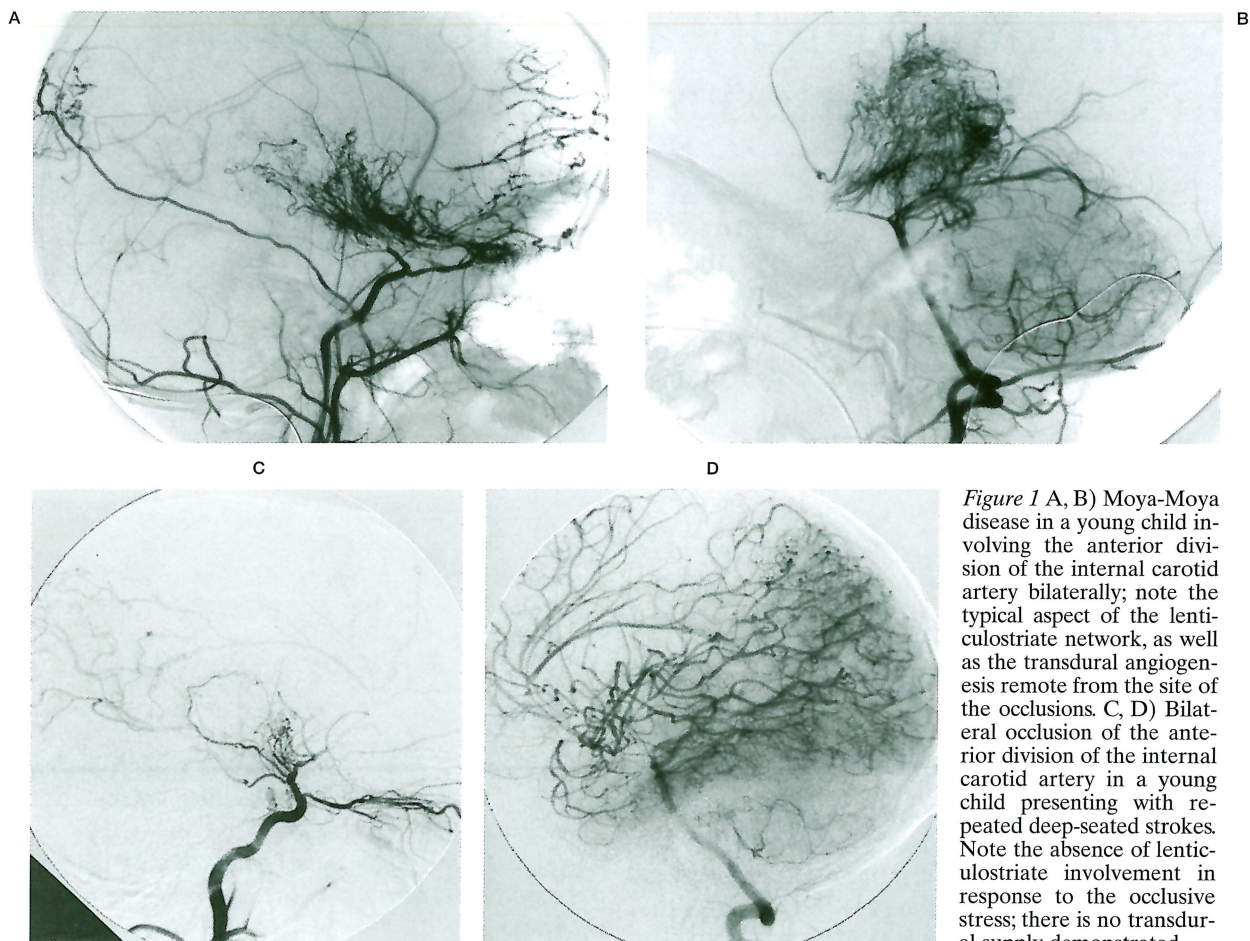 A
B
C
D
Figure 1 A, B) Moya-Moya
disease in a young child in-
volving the anterior divi-
sion of the internal carotid
artery bilaterally; note the
typical aspect of the lenti-
culostriate network, as well
as the transdural angiogen-
esis remote from the site of
the occlusions. C, D) Bilat-
eral occlusion of the ante-
rior division of the internal
carotid artery in a young
child presenting with re-
peated deep-seated strokes.
Note the absence of lentic-
ulostriate involvement in
response to the occlusive
stress; there is no transdur-
al supply demonstrated